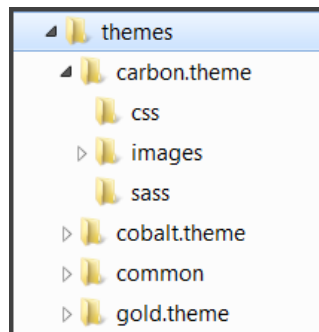 themes
carbon.theme
css
images
sass
cobalt.theme
common
gold.theme